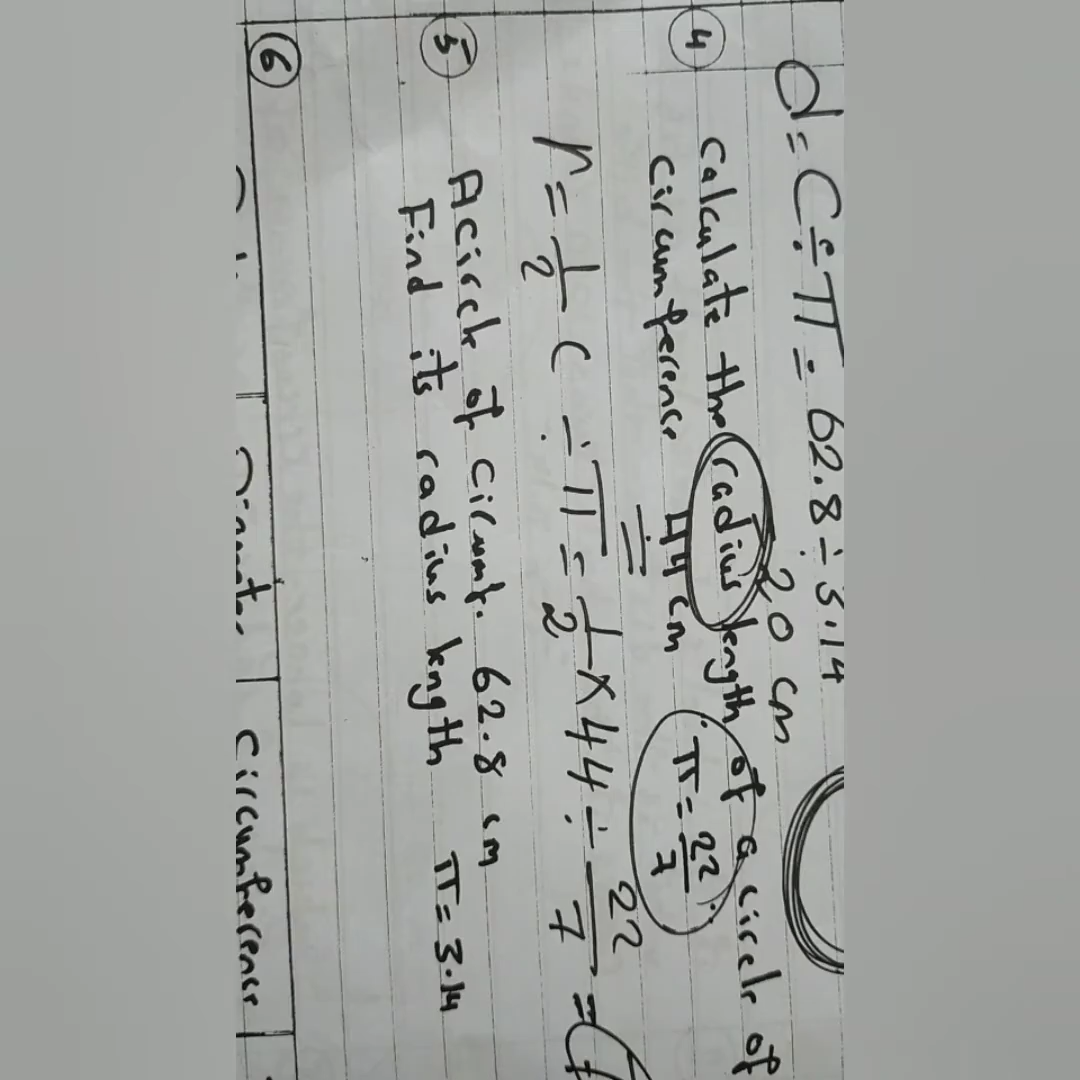 d = C ÷ π = 62.8 ÷ 3.14
20 cm
④ Calculate the radius length of a circle of
circumference 44 cm π = 22/7
r = 1/2 C ÷ π = 1/2 × 44 ÷ 22/7 =
⑤ A circle of circumf. 62.8 cm
Find its radius length π = 3.14
⑥
circumference